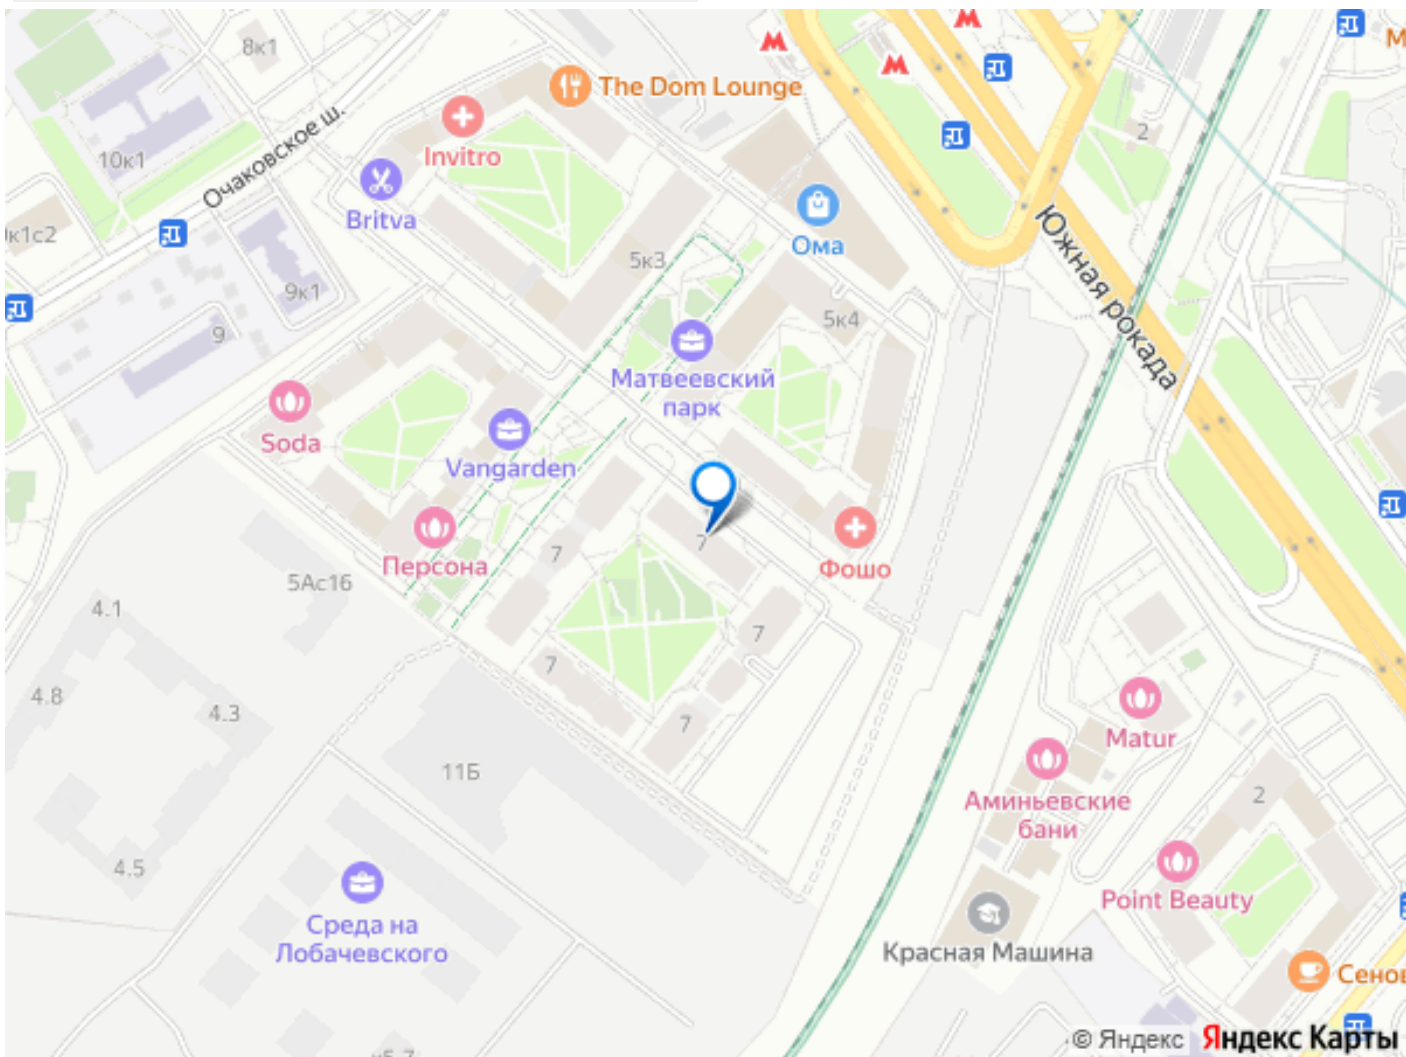 8к1
The Dom Lounge
10к1
Очаковское ш.
Invitro
2
Britva
к1с2
Ома
Южная рокада
5к3
9к1
9
5к4
Матвеевский
парк
Soda
Vangarden
7
7
Персона
Фошо
5Ас16
4.1
7
7
4.8
4.3
7
Matur
11Б
Аминьевские
бани
2
4.5
Point Beauty
Среда на
Лобачевского
Красная Машина
Сенов
© Яндекс Яндекс Карты